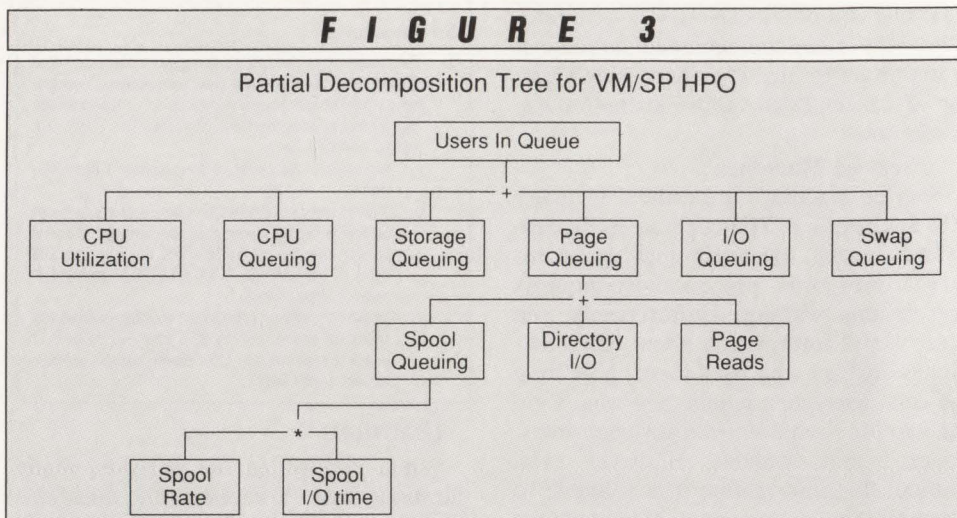 FIGURE 3
Partial Decomposition Tree for VM/SP HPO
Users In Queue
+
CPU Utilization
CPU Queuing
Storage Queuing
Page Queuing
I/O Queuing
Swap Queuing
+
Spool Queuing
Directory I/O
Page Reads
*
Spool Rate
Spool I/O time